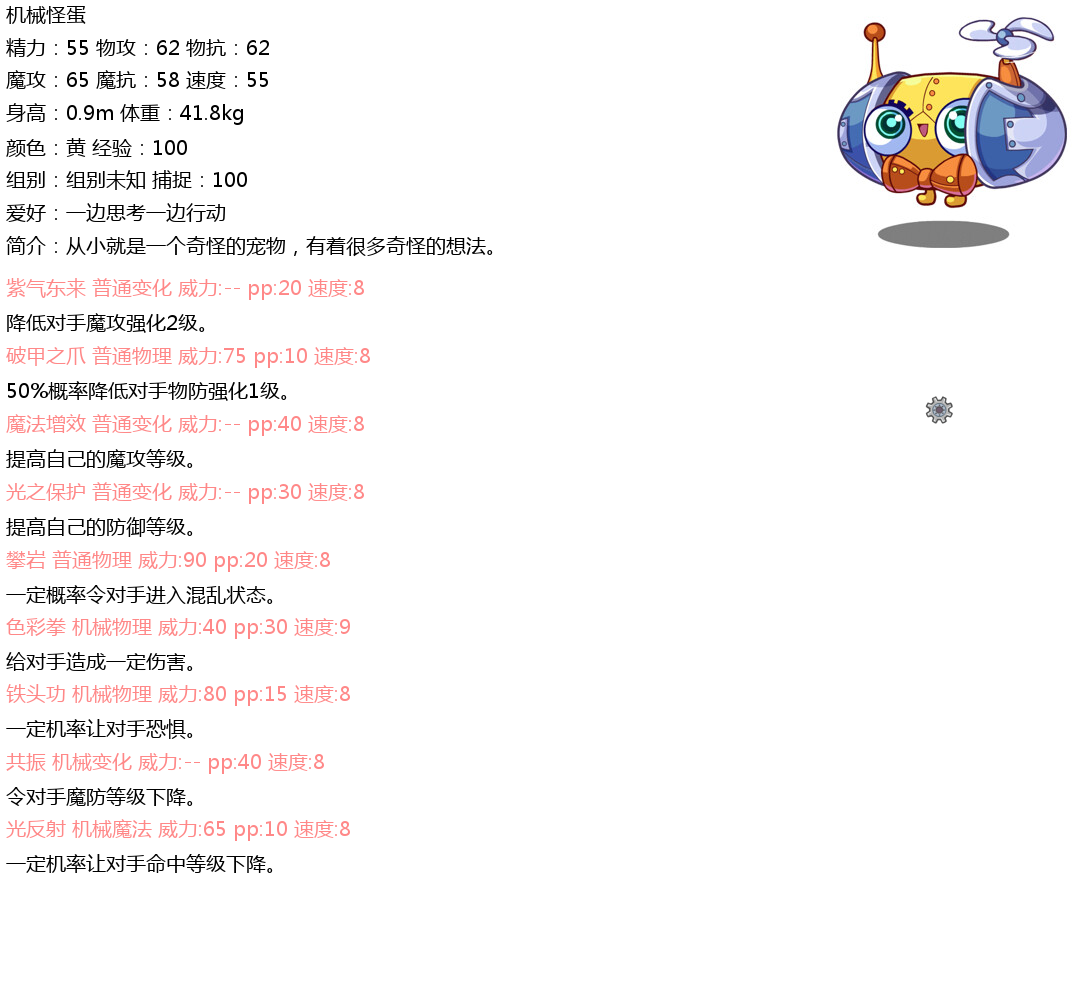 机械怪蛋
精力：55 物攻：62 物抗：62
魔攻：65 魔抗：58 速度：55
身高：0.9m 体重：41.8kg
颜色：黄 经验：100
组别：组别未知 捕捉：100
爱好：一边思考一边行动
简介：从小就是一个奇怪的宠物，有着很多奇怪的想法。
紫气东来 普通变化 威力:-- pp:20 速度:8
降低对手魔攻强化2级。
破甲之爪 普通物理 威力:75 pp:10 速度:8
50%概率降低对手物防强化1级。
魔法增效 普通变化 威力:-- pp:40 速度:8
提高自己的魔攻等级。
光之保护 普通变化 威力:-- pp:30 速度:8
提高自己的防御等级。
攀岩 普通物理 威力:90 pp:20 速度:8
一定概率令对手进入混乱状态。
色彩拳 机械物理 威力:40 pp:30 速度:9
给对手造成一定伤害。
铁头功 机械物理 威力:80 pp:15 速度:8
一定机率让对手恐惧。
共振 机械变化 威力:-- pp:40 速度:8
令对手魔防等级下降。
光反射 机械魔法 威力:65 pp:10 速度:8
一定机率让对手命中等级下降。